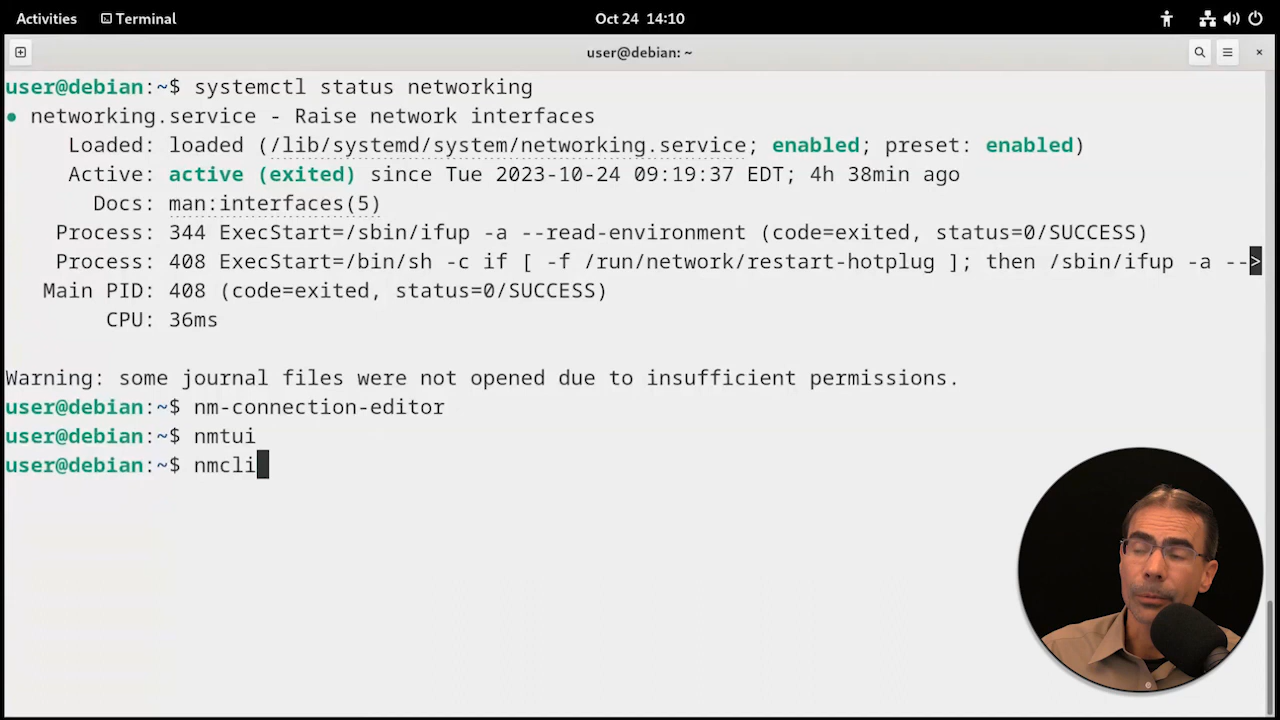 Activities Terminal Oct 24 14:10
user@debian: ~
user@debian:~$ systemctl status networking
● networking.service - Raise network interfaces
Loaded: loaded (/lib/systemd/system/networking.service; enabled; preset: enabled)
Active: active (exited) since Tue 2023-10-24 09:19:37 EDT; 4h 38min ago
Docs: man:interfaces(5)
Process: 344 ExecStart=/sbin/ifup -a --read-environment (code=exited, status=0/SUCCESS)
Process: 408 ExecStart=/bin/sh -c if [ -f /run/network/restart-hotplug ]; then /sbin/ifup -a -->
Main PID: 408 (code=exited, status=0/SUCCESS)
CPU: 36ms
Warning: some journal files were not opened due to insufficient permissions.
user@debian:~$ nm-connection-editor
user@debian:~$ nmtui
user@debian:~$ nmcli